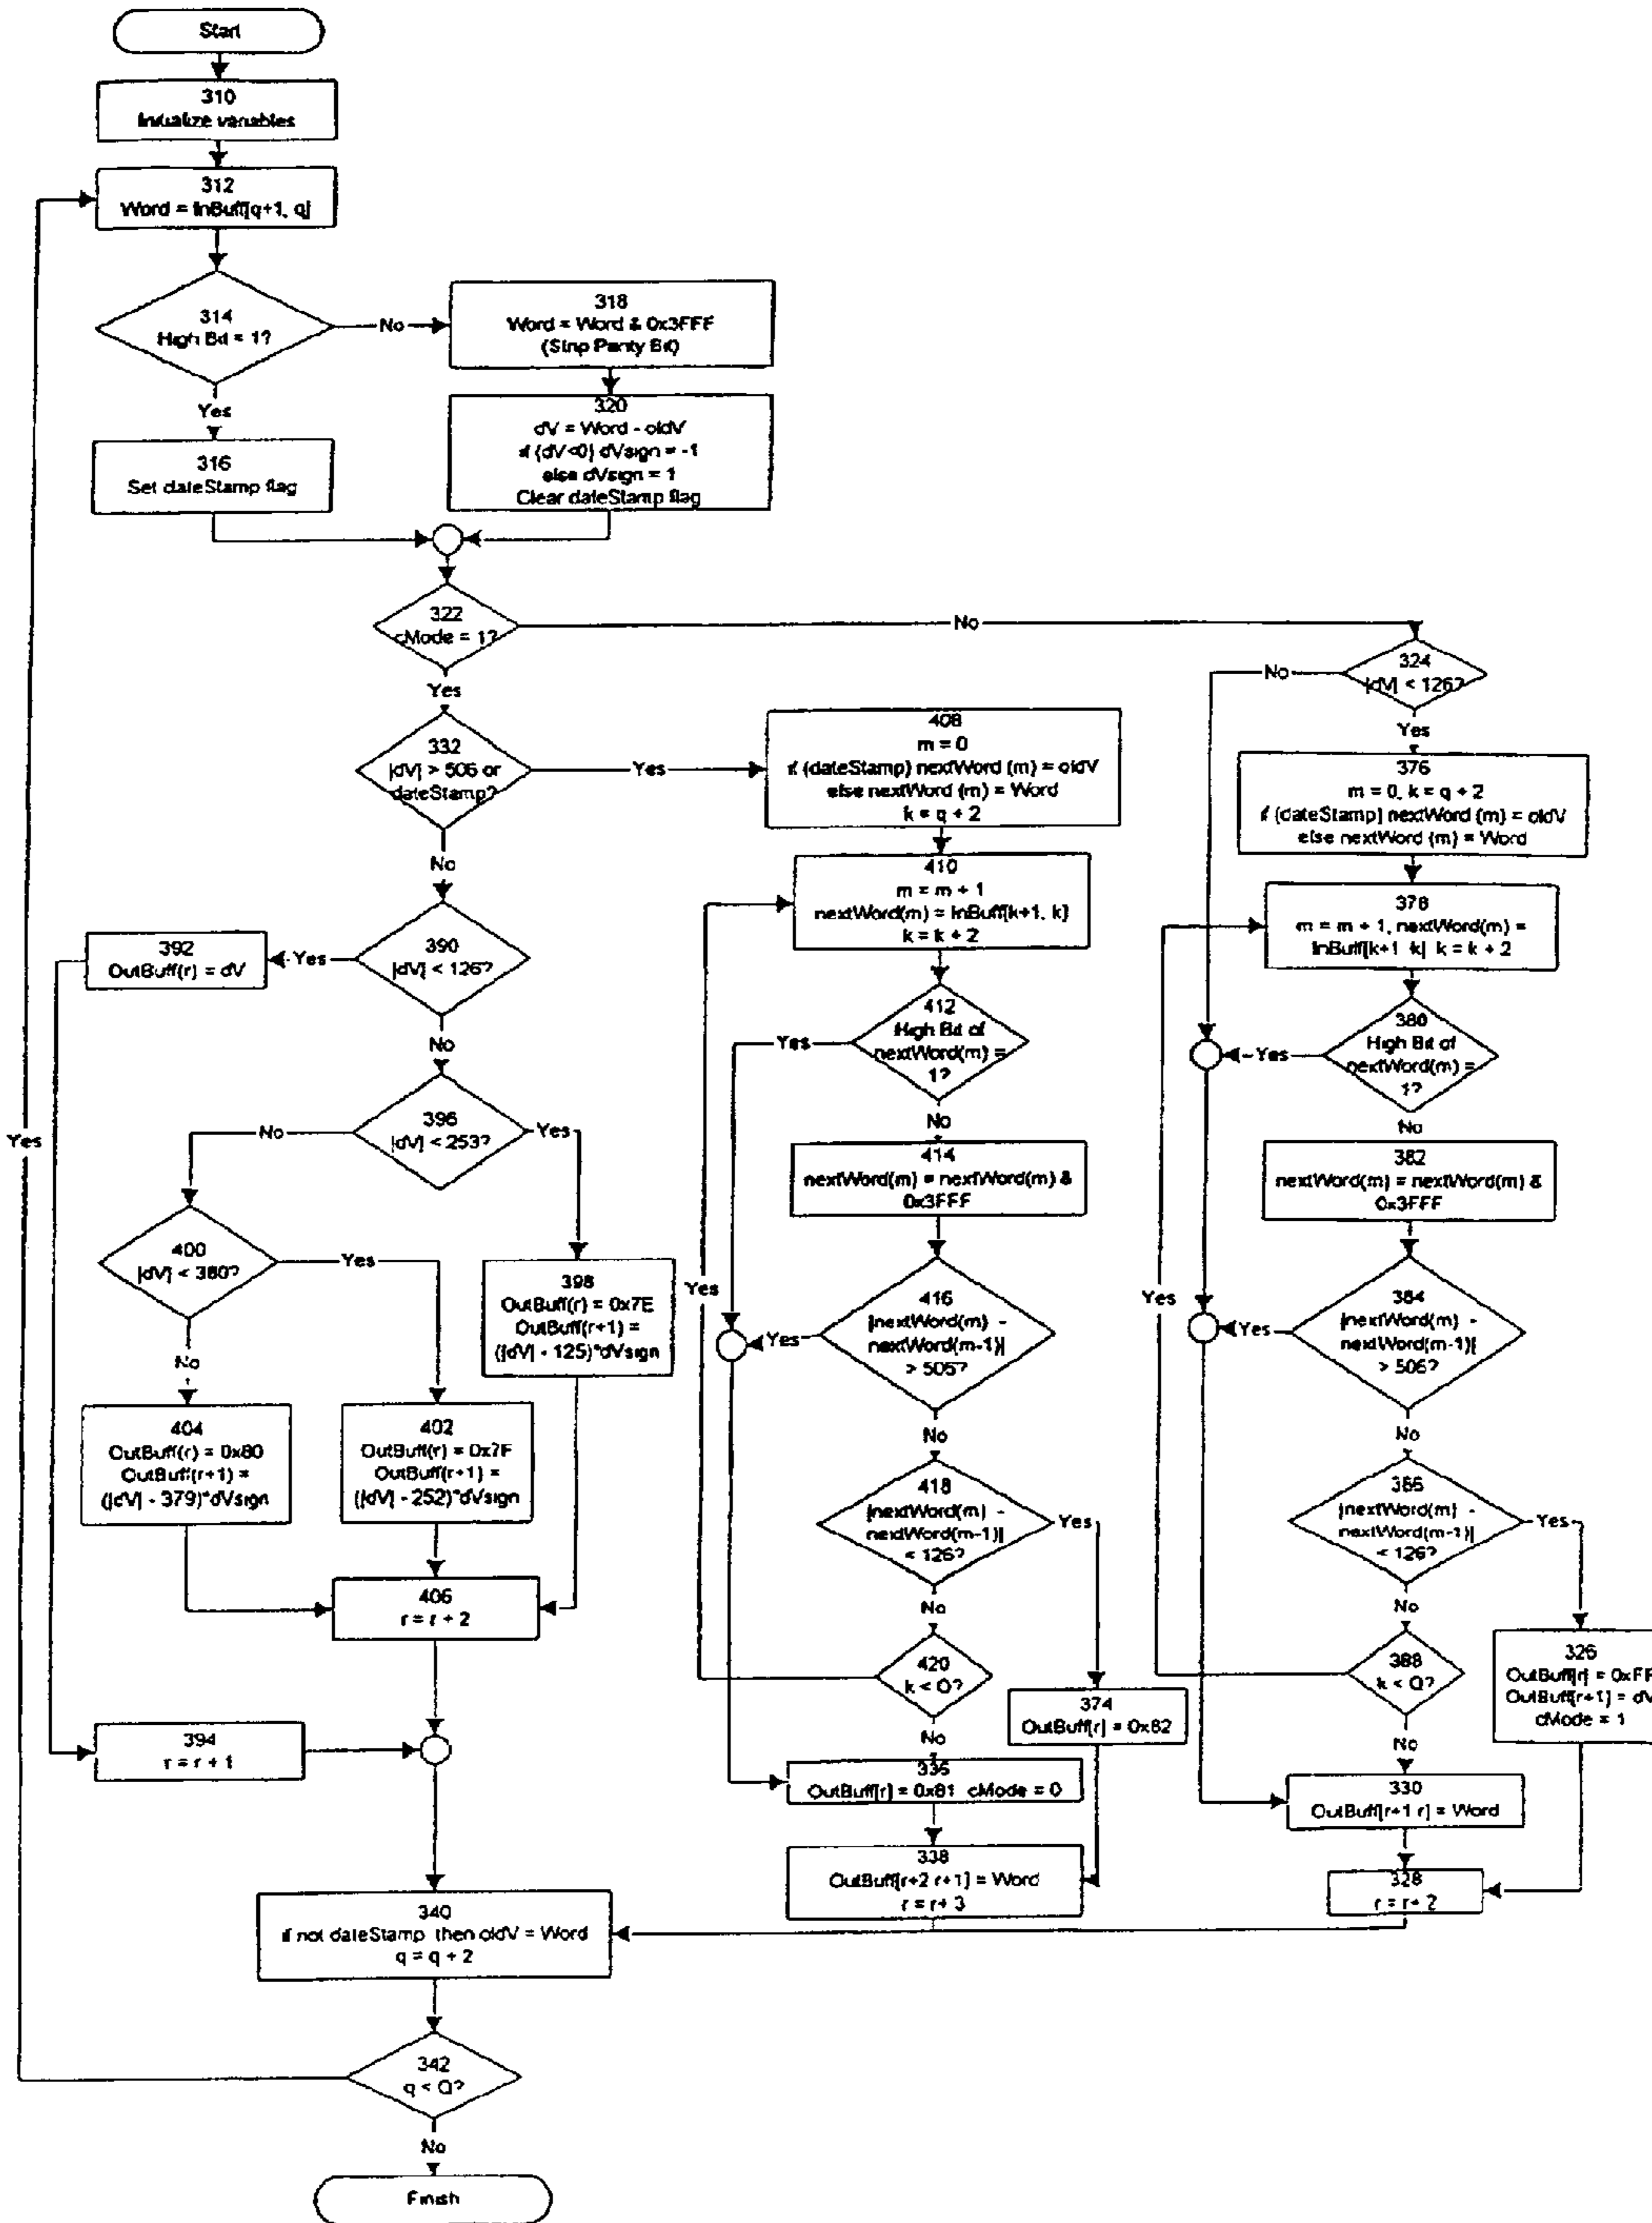 Start
310
Initialize variables
312
Word = InBuff[q+1, q]
314
High Bit = 1?
No
318
Word = Word & 0x3FFF
(Strip Parity Bit)
Yes
316
Set dateStamp flag
320
dV = Word - oldV
if (dV<0) dVsign = -1
else dVsign = 1
Clear dateStamp flag
322
cMode = 1?
No
Yes
324
|dV| < 126?
No
Yes
332
|dV| > 506 or
dateStamp?
Yes
No
408
m = 0
if (dateStamp) nextWord (m) = oldV
else nextWord (m) = Word
k = q + 2
376
m = 0, k = q + 2
if (dateStamp) nextWord (m) = oldV
else nextWord (m) = Word
410
m = m + 1
nextWord(m) = InBuff[k+1, k]
k = k + 2
378
m = m + 1, nextWord(m) =
InBuff[k+1 k] k = k + 2
390
|dV| < 126?
Yes
392
OutBuff(r) = dV
No
412
High Bit of
nextWord(m) =
1?
Yes
No
380
High Bit of
nextWord(m) =
1?
Yes
No
396
|dV| < 253?
No
Yes
414
nextWord(m) = nextWord(m) &
0x3FFF
382
nextWord(m) = nextWord(m) &
0x3FFF
400
|dV| < 380?
Yes
No
398
OutBuff(r) = 0x7E
OutBuff(r+1) =
(|dV| - 125)*dVsign
416
|nextWord(m) -
nextWord(m-1)|
> 506?
Yes
No
384
|nextWord(m) -
nextWord(m-1)|
> 506?
Yes
No
404
OutBuff(r) = 0x80
OutBuff(r+1) =
(|dV| - 379)*dVsign
402
OutBuff(r) = 0x7F
OutBuff(r+1) =
(|dV| - 252)*dVsign
418
|nextWord(m) -
nextWord(m-1)|
< 126?
Yes
No
386
|nextWord(m) -
nextWord(m-1)|
< 126?
Yes
No
406
r = r + 2
420
k < Q?
Yes
No
388
k < Q?
Yes
No
326
OutBuff[r] = 0xFF
OutBuff[r+1] = dV
cMode = 1
374
OutBuff[r] = 0x82
394
r = r + 1
336
OutBuff[r] = 0x81 cMode = 0
330
OutBuff[r+1 r] = Word
338
OutBuff[r+2 r+1] = Word
r = r+ 3
328
r = r+ 2
340
if not dateStamp then oldV = Word
q = q + 2
342
q < Q?
Yes
No
Finish